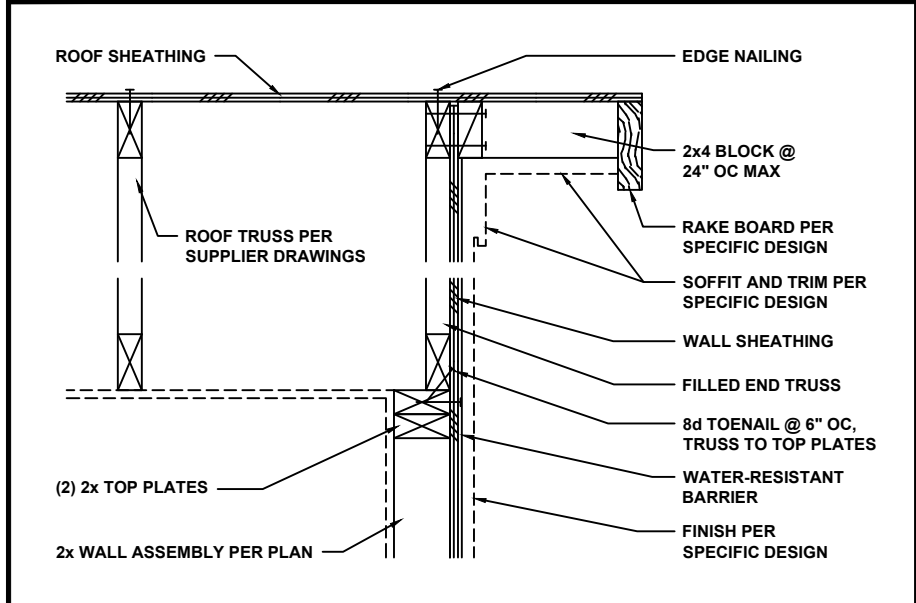 ROOF SHEATHING
ROOF TRUSS PER
SUPPLIER DRAWINGS
(2) 2x TOP PLATES
2x WALL ASSEMBLY PER PLAN
EDGE NAILING
2x4 BLOCK @
24" OC MAX
RAKE BOARD PER
SPECIFIC DESIGN
SOFFIT AND TRIM PER
SPECIFIC DESIGN
WALL SHEATHING
FILLED END TRUSS
8d TOENAIL @ 6" OC,
TRUSS TO TOP PLATES
WATER-RESISTANT
BARRIER
FINISH PER
SPECIFIC DESIGN